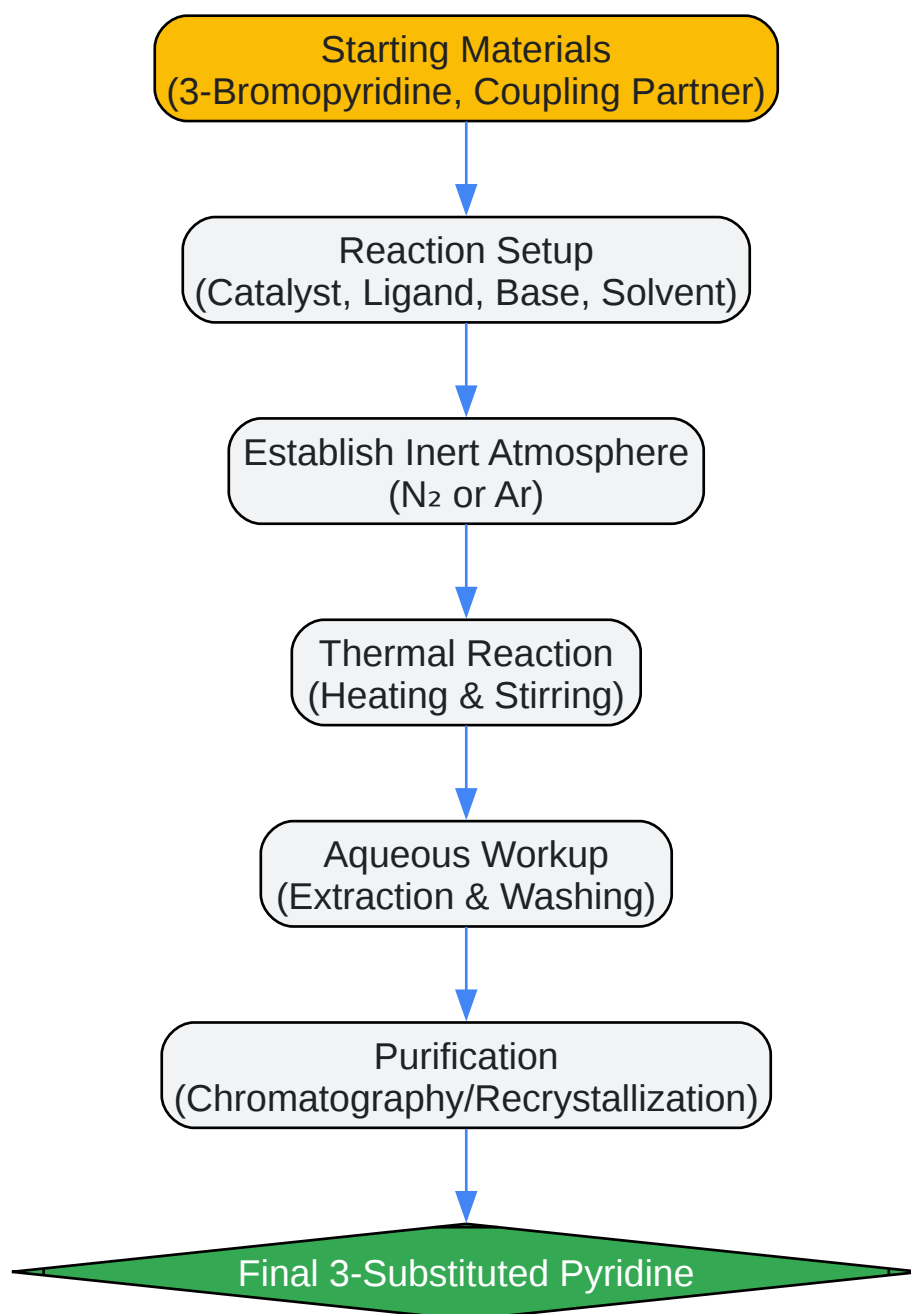 Starting Materials
(3-Bromopyridine, Coupling Partner)
Reaction Setup
(Catalyst, Ligand, Base, Solvent)
Establish Inert Atmosphere
(N₂ or Ar)
Thermal Reaction
(Heating & Stirring)
Aqueous Workup
(Extraction & Washing)
Purification
(Chromatography/Recrystallization)
Final 3-Substituted Pyridine